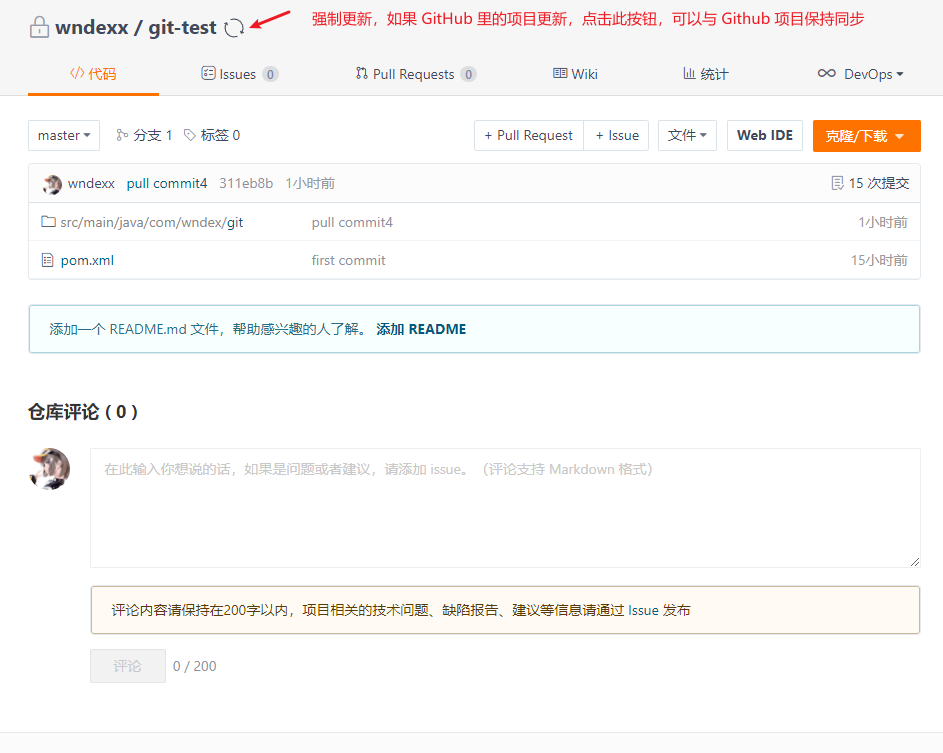 wndexx / git-test
强制更新，如果 GitHub 里的项目更新，点击此按钮，可以与 Github 项目保持同步
代码 Issues 0 Pull Requests 0 Wiki 统计 DevOps
master 分支 1 标签 0 + Pull Request + Issue 文件 Web IDE 克隆/下载
wndexx pull commit4 311eb8b 1小时前 15 次提交
src/main/java/com/wndex/git pull commit4 1小时前
pom.xml first commit 15小时前
添加一个 README.md 文件，帮助感兴趣的人了解。 添加 README
仓库评论 ( 0 )
在此输入你想说的话，如果是问题或者建议，请添加 issue。（评论支持 Markdown 格式）
评论内容请保持在200字以内，项目相关的技术问题、缺陷报告、建议等信息请通过 Issue 发布
评论 0 / 200